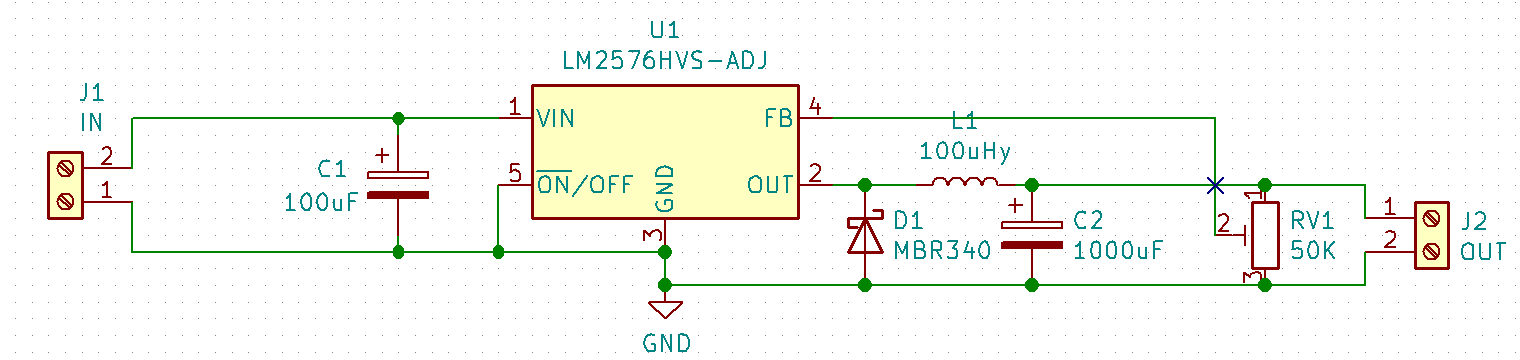 U1
LM2576HVS-ADJ
J1
IN
2
1
C1
100uF
1
VIN
5
ON/OFF
GND
3
FB
4
OUT
2
L1
100uHy
D1
MBR340
C2
1000uF
1
2
3
RV1
50K
1
2
J2
OUT
GND